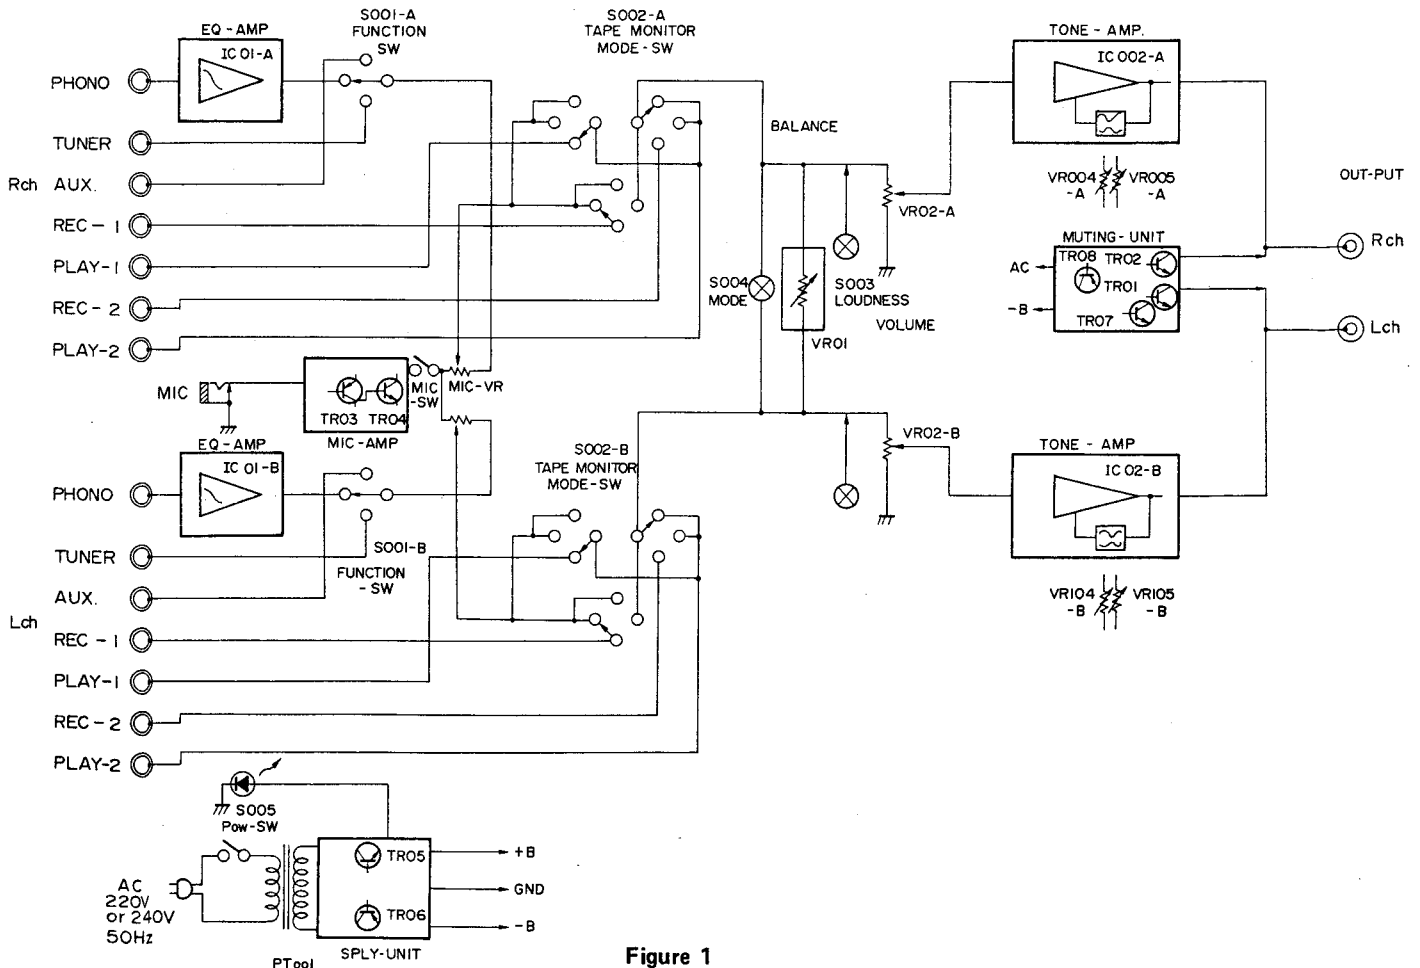 S001-A
FUNCTION
SW
S002-A
TAPE MONITOR
MODE-SW
EQ-AMP
IC 01-A
TONE-AMP.
IC 002-A
PHONO
TUNER
Rch
AUX.
REC-1
PLAY-1
REC-2
PLAY-2
BALANCE
VR02-A
VR004
-A
VR005
-A
OUT-PUT
Rch
Lch
MUTING-UNIT
TR08
TR02
TR01
TR07
AC
-B
S004
MODE
S003
LOUDNESS
VOLUME
VR01
MIC
TR03
TR04
MIC-AMP
MIC
-SW
MIC-VR
EQ-AMP
IC 01-B
S002-B
TAPE MONITOR
MODE-SW
VR02-B
TONE-AMP
IC 02-B
VR104
-B
VR105
-B
PHONO
TUNER
S001-B
FUNCTION
-SW
AUX.
Lch
REC-1
PLAY-1
REC-2
PLAY-2
S005
Pow-SW
TR05
TR06
+B
GND
-B
AC
220V
or 240V
50Hz
PT001
SPLY-UNIT
Figure 1